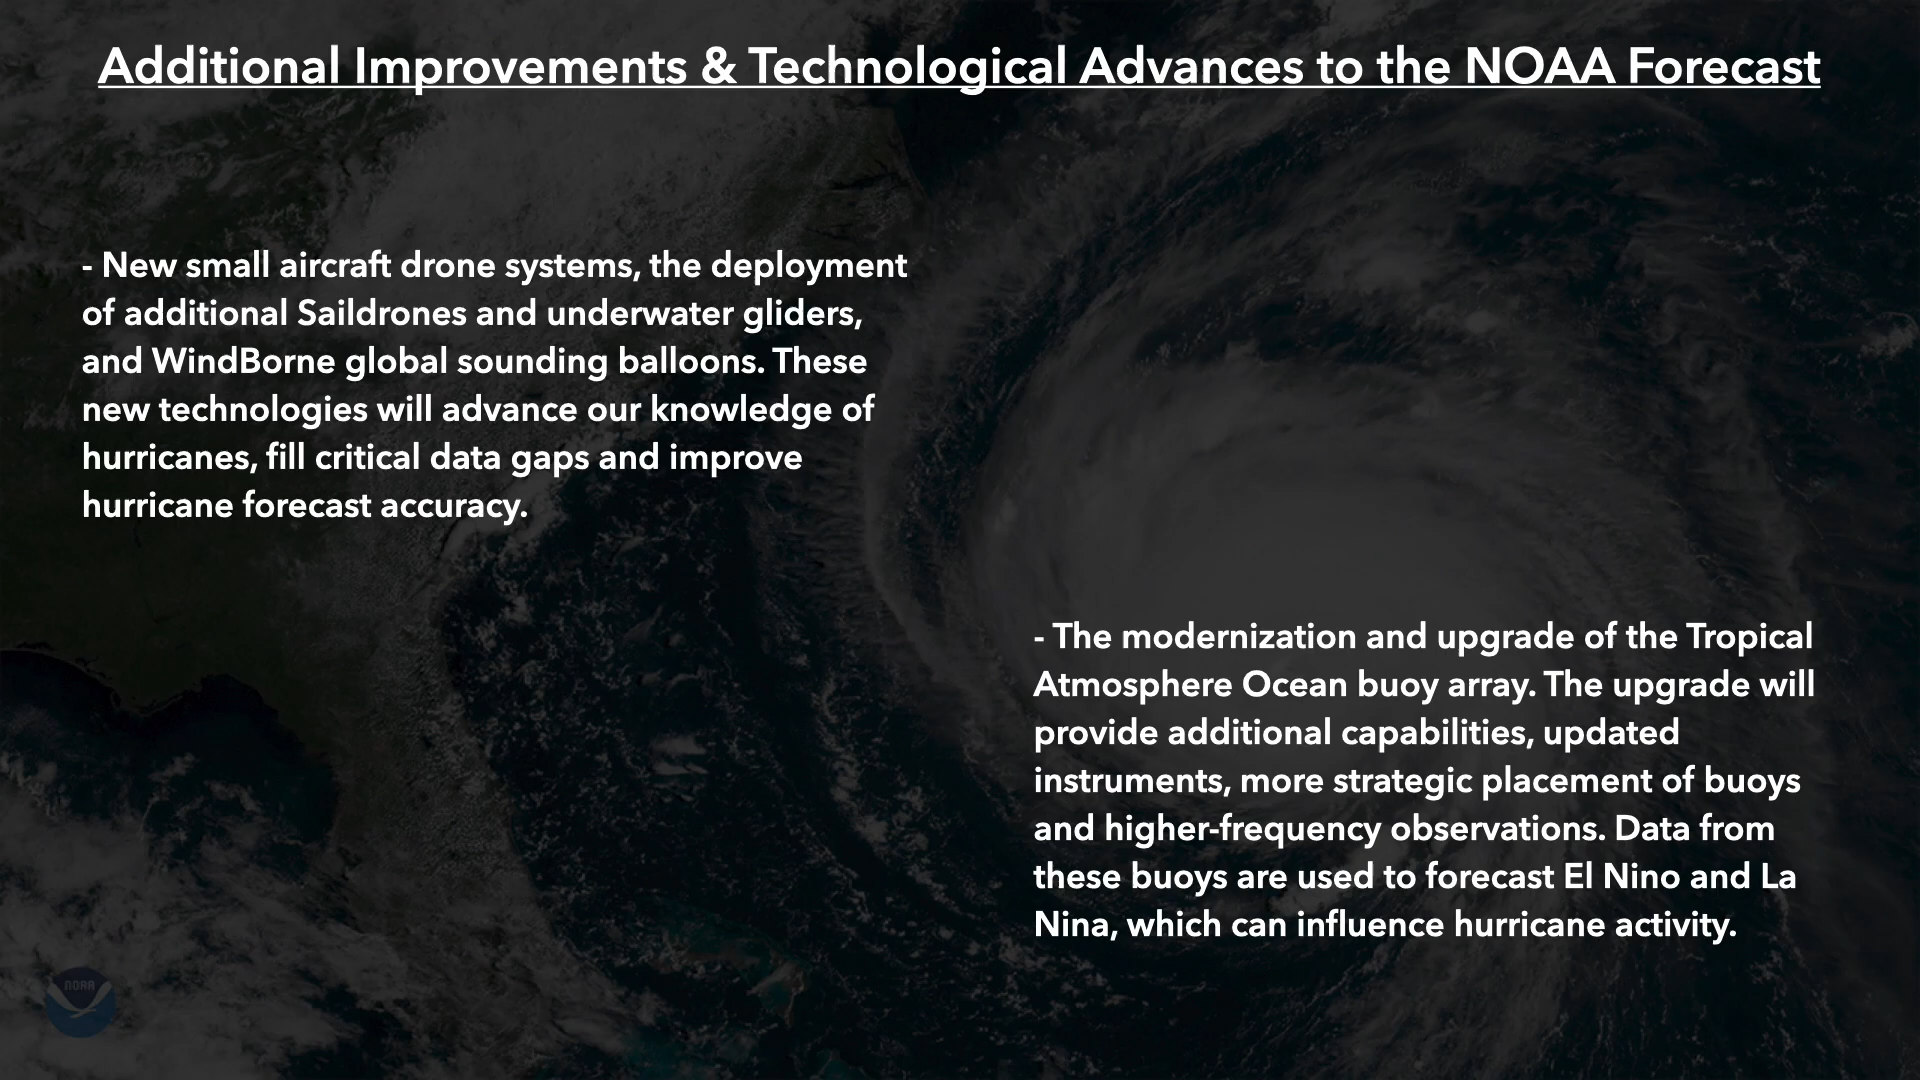 Additional Improvements & Technological Advances to the NOAA Forecast
- New small aircraft drone systems, the deployment
of additional Saildrones and underwater gliders,
and WindBorne global sounding balloons. These
new technologies will advance our knowledge of
hurricanes, fill critical data gaps and improve
hurricane forecast accuracy.
- The modernization and upgrade of the Tropical
Atmosphere Ocean buoy array. The upgrade will
provide additional capabilities, updated
instruments, more strategic placement of buoys
and higher-frequency observations. Data from
these buoys are used to forecast El Nino and La
Nina, which can influence hurricane activity.
NOAA